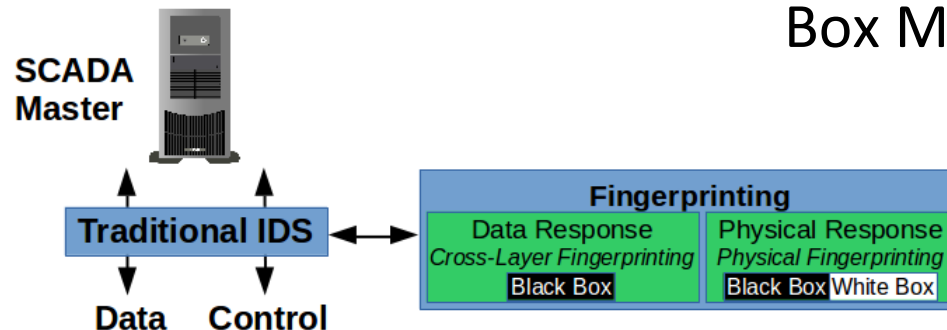 Box M
SCADA
Master
Fingerprinting
Traditional IDS
Data Response
Cross-Layer Fingerprinting
Black Box
Physical Response
Physical Fingerprinting
Black Box White Box
Data Control